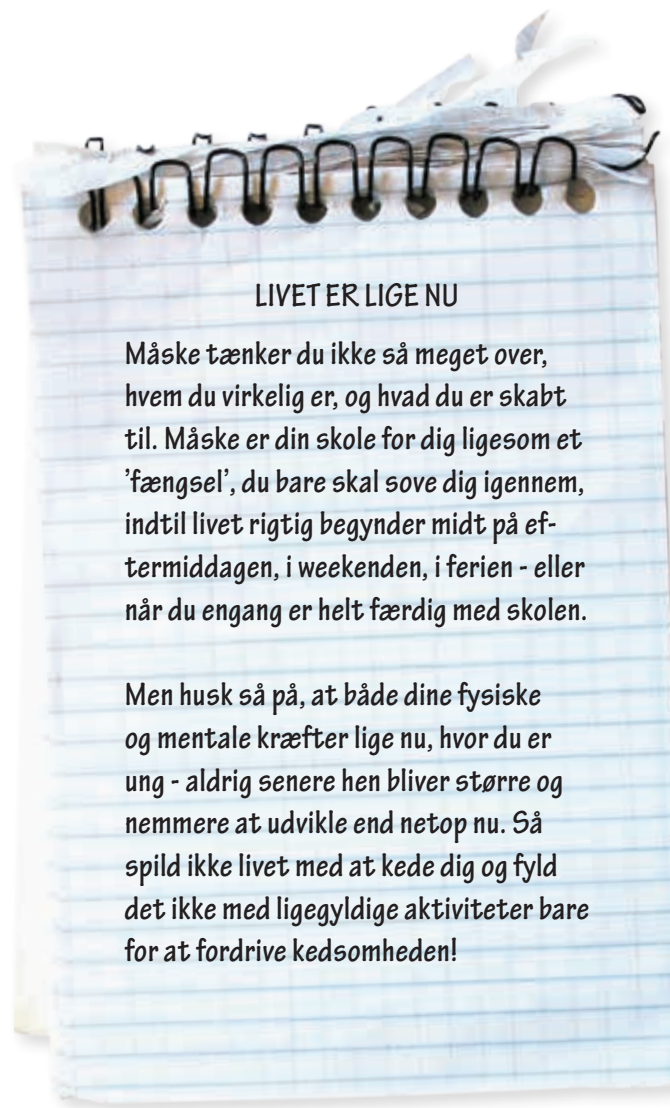 LIVET ER LIGE NU
Måske tænker du ikke så meget over,
hvem du virkelig er, og hvad du er skabt
til. Måske er din skole for dig ligesom et
’fængsel’, du bare skal sove dig igennem,
indtil livet rigtig begynder midt på ef-
termiddagen, i weekenden, i ferien - eller
når du engang er helt færdig med skolen.
Men husk så på, at både dine fysiske
og mentale kræfter lige nu, hvor du er
ung - aldrig senere hen bliver større og
nemmere at udvikle end netop nu. Så
spild ikke livet med at kede dig og fyld
det ikke med ligegyldige aktiviteter bare
for at fordrive kedsomheden!